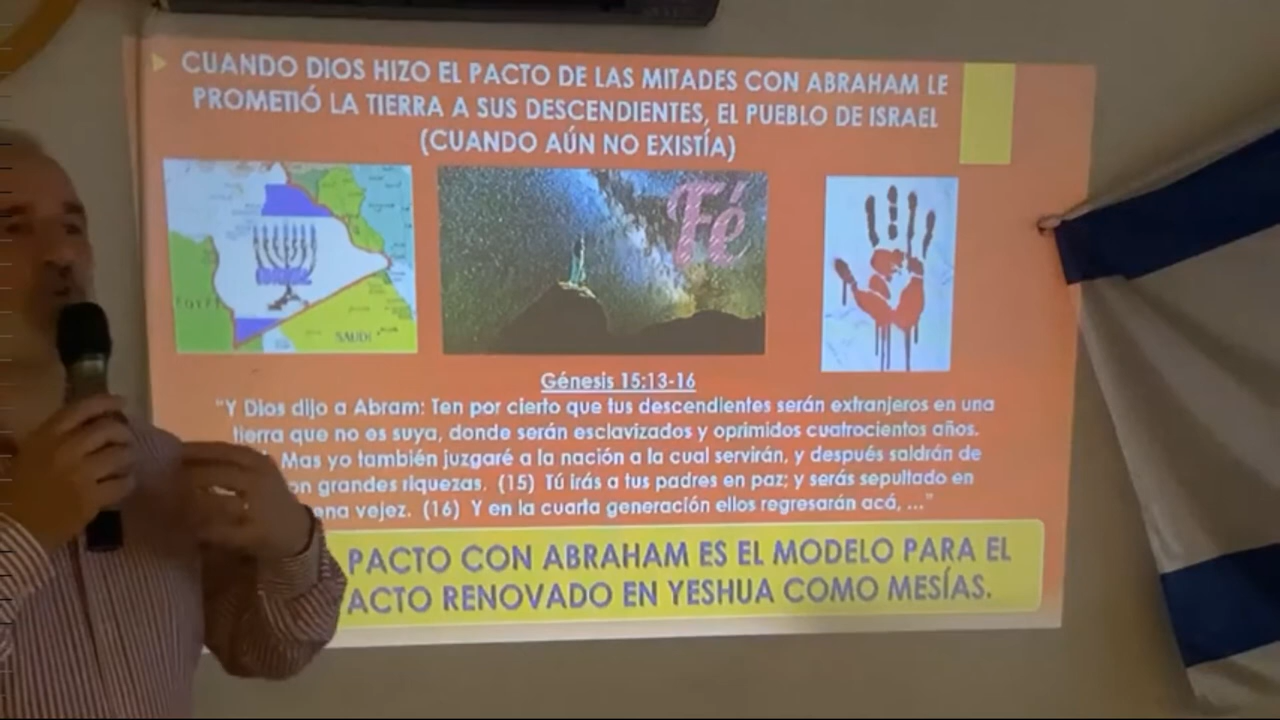 CUANDO DIOS HIZO EL PACTO DE LAS MITADES CON ABRAHAM LE
PROMETIÓ LA TIERRA A SUS DESCENDIENTES, EL PUEBLO DE ISRAEL
(CUANDO AÚN NO EXISTÍA)
Fé
SAUDI
Génesis 15:13-16
"Y Dios dijo a Abram: Ten por cierto que tus descendientes serán extranjeros en una
tierra que no es suya, donde serán esclavizados y oprimidos cuatrocientos años.
Mas yo también juzgaré a la nación a la cual servirán, y después saldrán de
on grandes riquezas. (15) Tú irás a tus padres en paz; y serás sepultado en
ena vejez. (16) Y en la cuarta generación ellos regresarán acá, ..."
PACTO CON ABRAHAM ES EL MODELO PARA EL
ACTO RENOVADO EN YESHUA COMO MESÍAS.